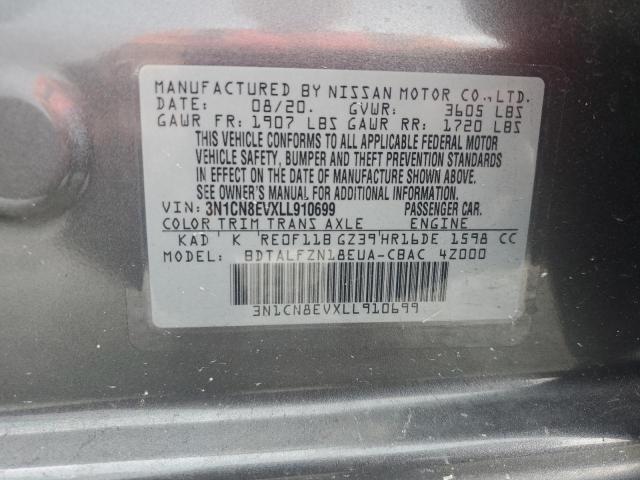 MANUFACTURED BY NISSAN MOTOR CO.,LTD.
DATE: 08/20. GVWR: 3605 LBS
GAWR FR: 1907 LBS GAWR RR: 1720 LBS
THIS VEHICLE CONFORMS TO ALL APPLICABLE FEDERAL MOTOR
VEHICLE SAFETY, BUMPER AND THEFT PREVENTION STANDARDS
IN EFFECT ON THE DATE OF MANUFACTURE SHOWN ABOVE.
SEE OWNER'S MANUAL FOR ADDITIONAL INFORMATION.
VIN: 3N1CN8EVXLL910699 PASSENGER CAR.
COLOR TRIM TRANS AXLE ENGINE
KAD K RE0F11B GZ39 HR16DE 1598 CC
MODEL: BDTALFZN18EUA-CBAC 4Z000
3N1CN8EVXLL910699